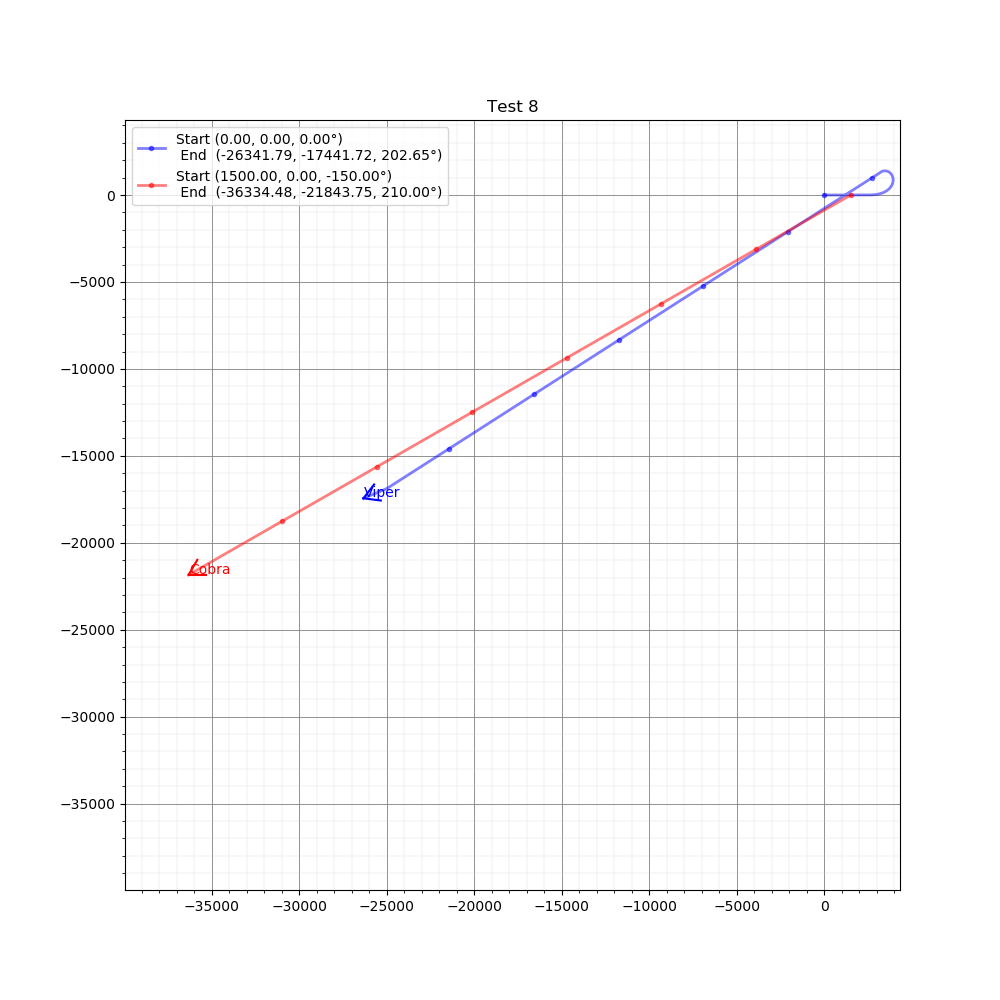 Test 8
Start (0.00, 0.00, 0.00°)
End  (-26341.79, -17441.72, 202.65°)
Start (1500.00, 0.00, -150.00°)
End  (-36334.48, -21843.75, 210.00°)
0
−5000
−10000
−15000
−20000
−25000
−30000
−35000
Viper
Cobra
−35000
−30000
−25000
−20000
−15000
−10000
−5000
0